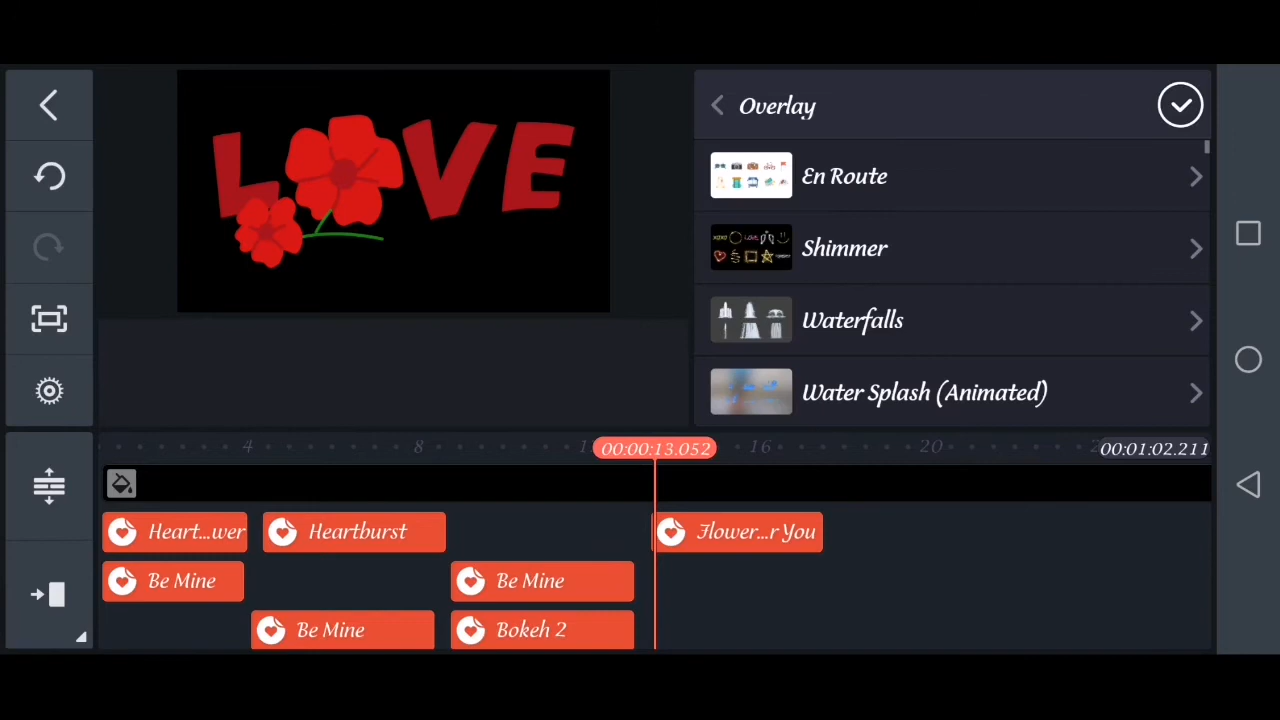 LOVE
Overlay
En Route
Shimmer
Waterfalls
Water Splash (Animated)
4
8
00:00:13.052
16
20
00:01:02.211
Heart...wer
Heartburst
Flower...r You
Be Mine
Be Mine
Be Mine
Bokeh 2